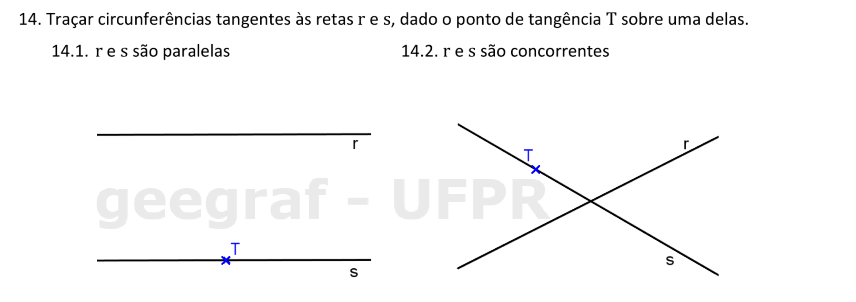 14. Traçar circunferências tangentes às retas r e s, dado o ponto de tangência T sobre uma delas.
14.1. r e s são paralelas
14.2. r e s são concorrentes
r
T
s
T
r
s
geegraf - UFPR